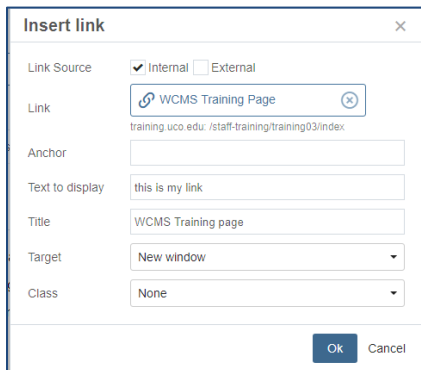 Insert link
Link Source Internal External
Link WCMS Training Page
training.uco.edu: /staff-training/training03/index
Anchor
Text to display this is my link
Title WCMS Training page
Target New window
Class None
Ok Cancel